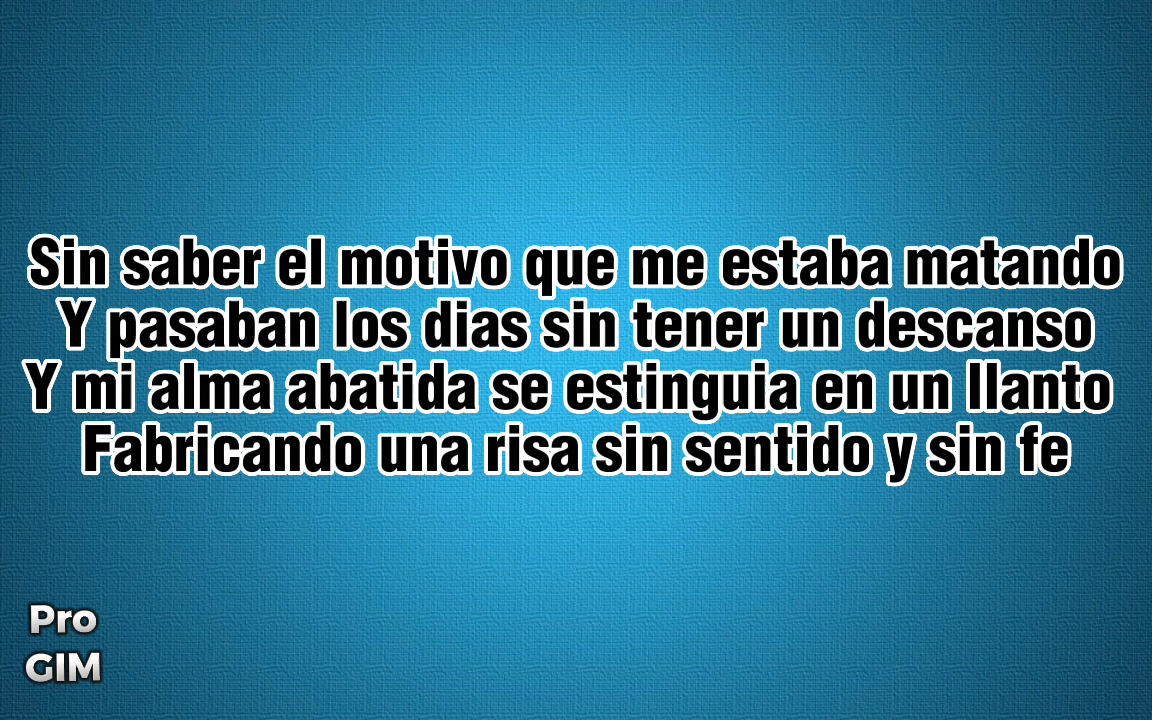 Sin saber el motivo que me estaba matando
Y pasaban los dias sin tener un descanso
Y mi alma abatida se estinguia en un llanto
Fabricando una risa sin sentido y sin fe
Pro
GIM